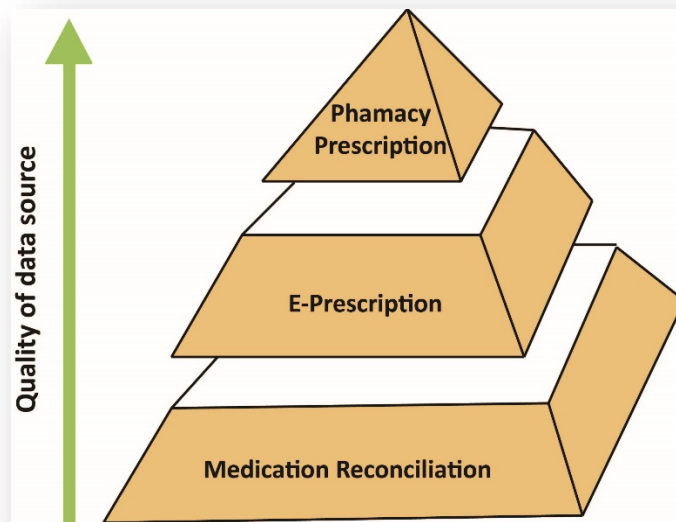 Quality of data source
Phamacy
Prescription
E-Prescription
Medication Reconciliation